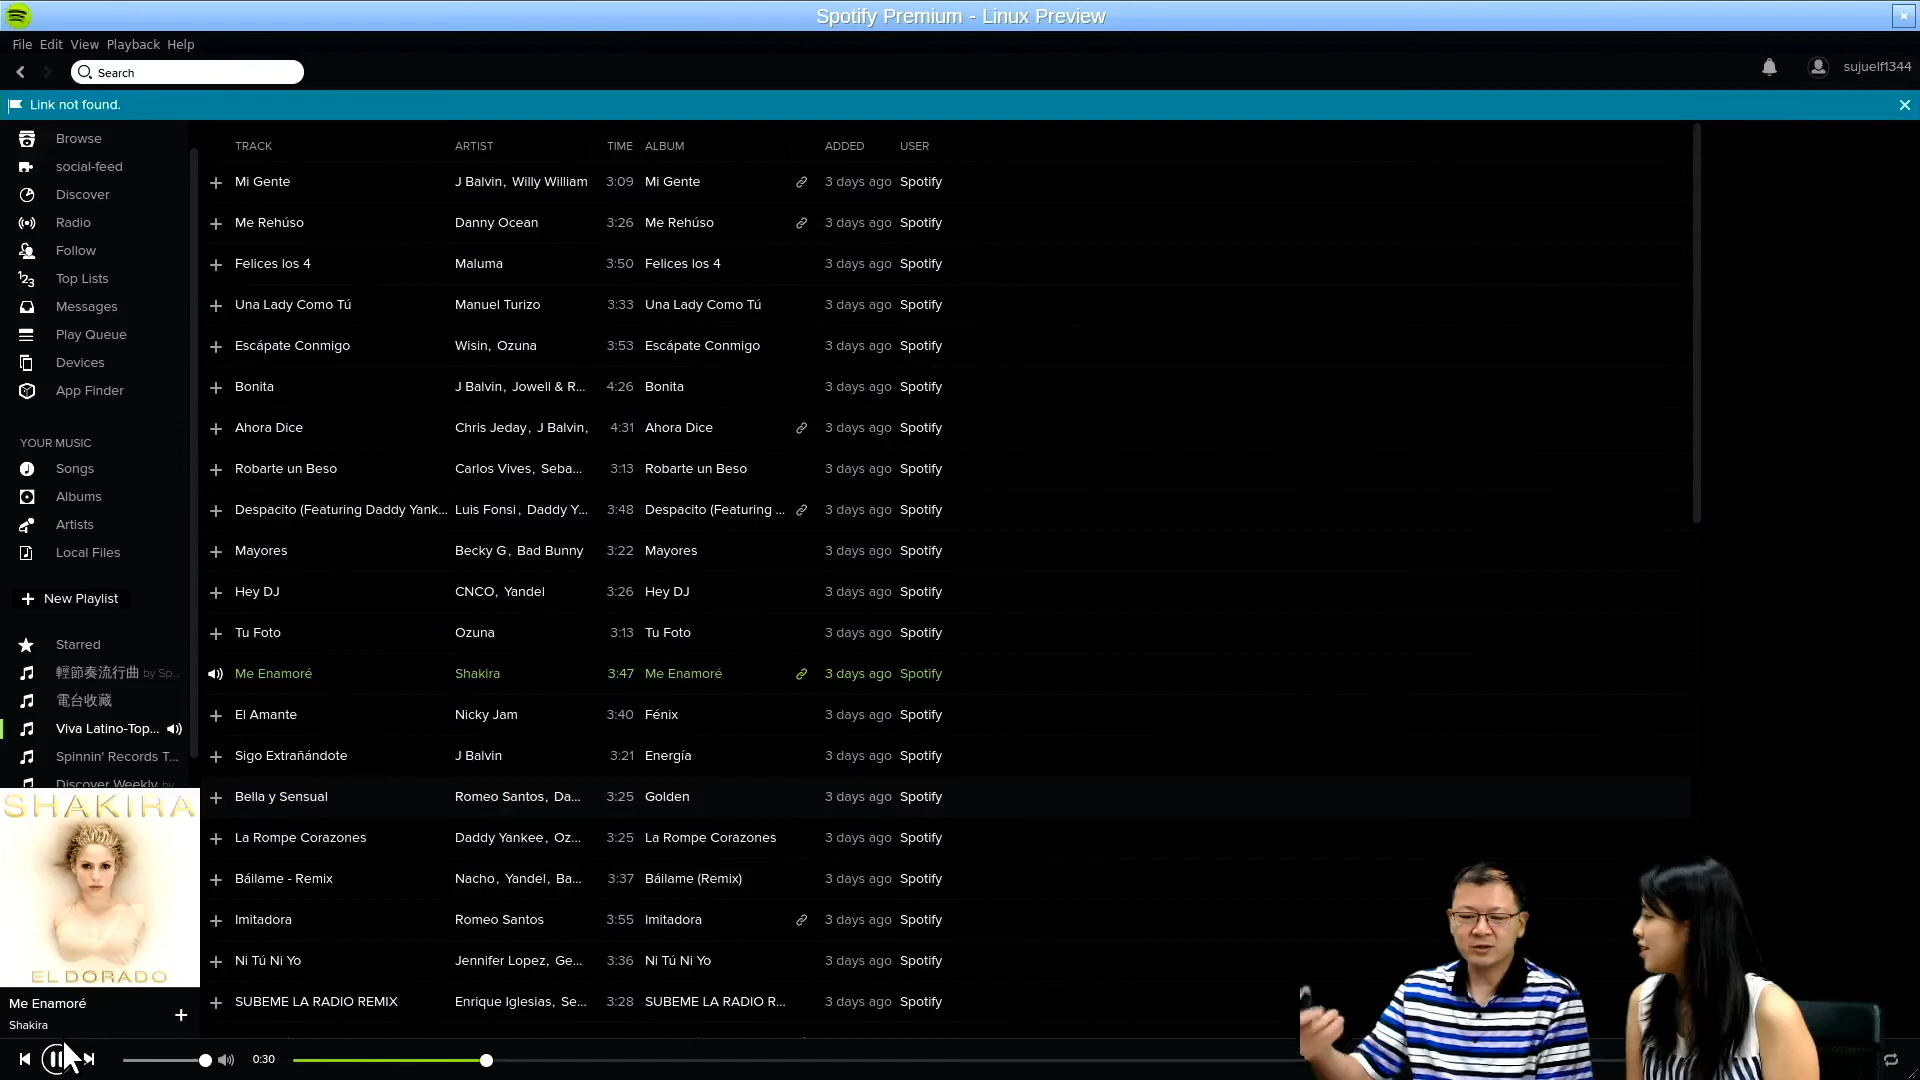 Spotify Premium - Linux Preview
File Edit View Playback Help
Search
sujuelf1344
Link not found.
Browse
social-feed
Discover
Radio
Follow
Top Lists
Messages
Play Queue
Devices
App Finder
YOUR MUSIC
Songs
Albums
Artists
Local Files
New Playlist
Starred
輕節奏流行曲 by Sp...
電台收藏
Viva Latino-Top...
Spinnin' Records T...
Discover Weekly by
TRACK ARTIST TIME ALBUM ADDED USER
Mi Gente J Balvin, Willy William 3:09 Mi Gente 3 days ago Spotify
Me Rehúso Danny Ocean 3:26 Me Rehúso 3 days ago Spotify
Felices los 4 Maluma 3:50 Felices los 4 3 days ago Spotify
Una Lady Como Tú Manuel Turizo 3:33 Una Lady Como Tú 3 days ago Spotify
Escápate Conmigo Wisin, Ozuna 3:53 Escápate Conmigo 3 days ago Spotify
Bonita J Balvin, Jowell & R... 4:26 Bonita 3 days ago Spotify
Ahora Dice Chris Jeday, J Balvin, 4:31 Ahora Dice 3 days ago Spotify
Robarte un Beso Carlos Vives, Seba... 3:13 Robarte un Beso 3 days ago Spotify
Despacito (Featuring Daddy Yank... Luis Fonsi, Daddy Y... 3:48 Despacito (Featuring ... 3 days ago Spotify
Mayores Becky G, Bad Bunny 3:22 Mayores 3 days ago Spotify
Hey DJ CNCO, Yandel 3:26 Hey DJ 3 days ago Spotify
Tu Foto Ozuna 3:13 Tu Foto 3 days ago Spotify
Me Enamoré Shakira 3:47 Me Enamoré 3 days ago Spotify
El Amante Nicky Jam 3:40 Fénix 3 days ago Spotify
Sigo Extrañándote J Balvin 3:21 Energía 3 days ago Spotify
Bella y Sensual Romeo Santos, Da... 3:25 Golden 3 days ago Spotify
La Rompe Corazones Daddy Yankee, Oz... 3:25 La Rompe Corazones 3 days ago Spotify
Báilame - Remix Nacho, Yandel, Ba... 3:37 Báilame (Remix) 3 days ago Spotify
Imitadora Romeo Santos 3:55 Imitadora 3 days ago Spotify
Ni Tú Ni Yo Jennifer Lopez, Ge... 3:36 Ni Tú Ni Yo 3 days ago Spotify
SUBEME LA RADIO REMIX Enrique Iglesias, Se... 3:28 SUBEME LA RADIO R... 3 days ago Spotify
SHAKIRA
EL DORADO
Me Enamoré
Shakira
0:30